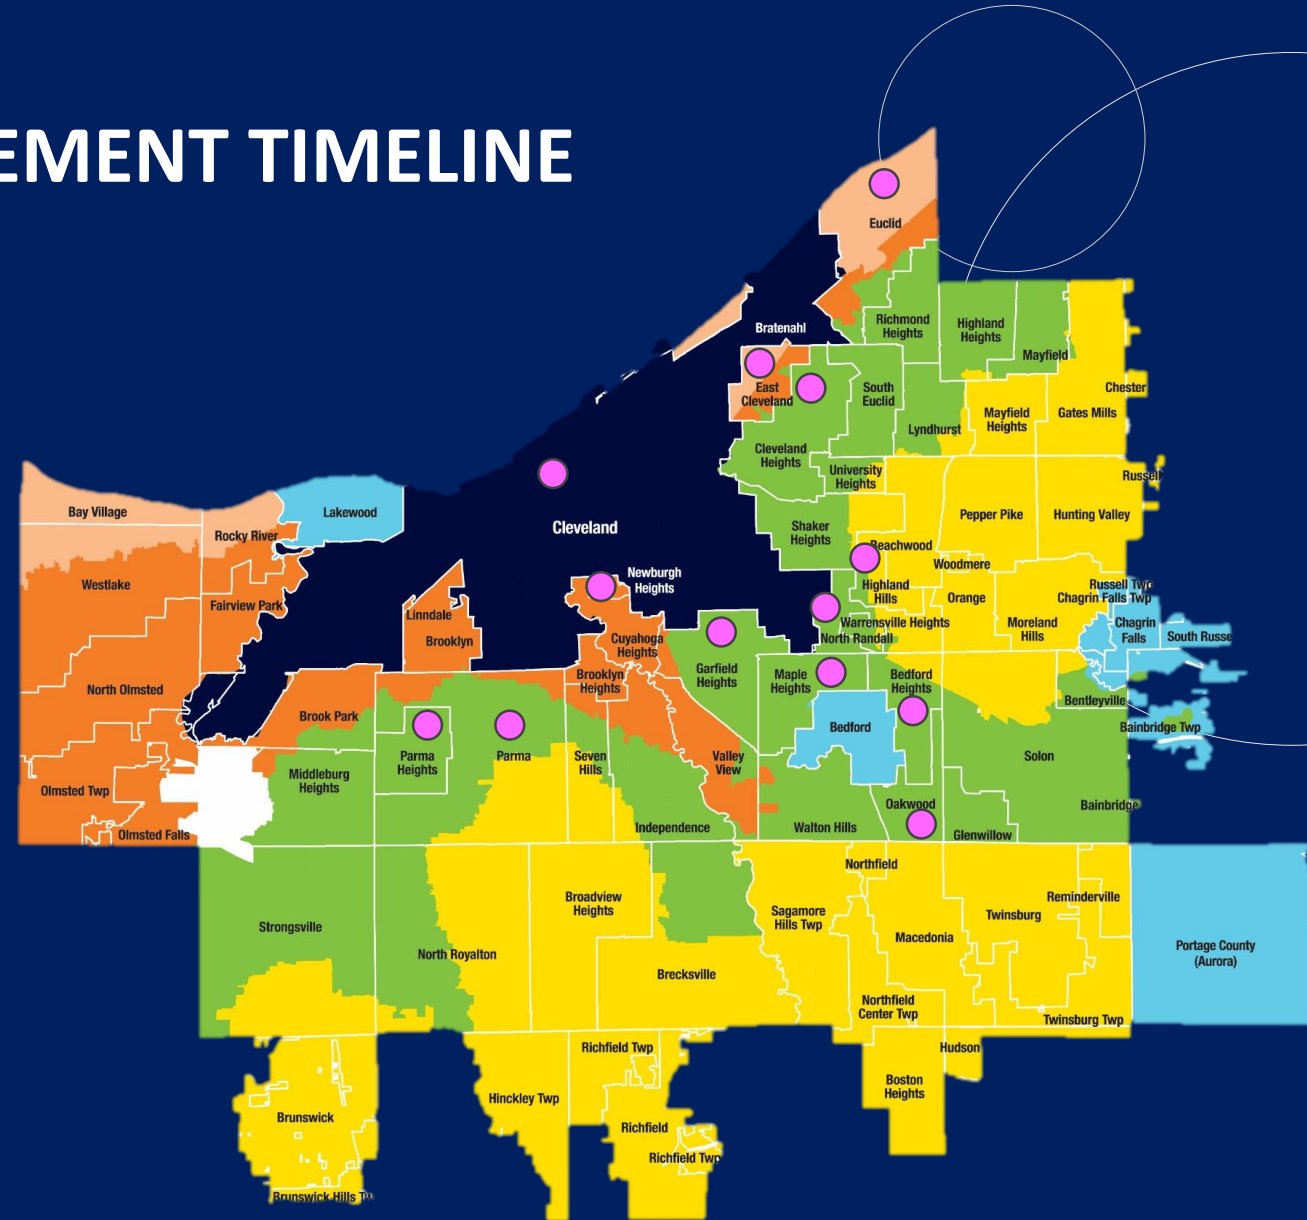 EMENT TIMELINE
Euclid
Bratenahl
Richmond
Heights
Highland
Heights
Mayfield
East
Cleveland
South
Euclid
Chester
Mayfield
Heights
Gates Mills
Lyndhurst
Cleveland
Heights
University
Heights
Russell
Bay Village
Lakewood
Rocky River
Cleveland
Shaker
Heights
Pepper Pike
Hunting Valley
Beachwood
Woodmere
Westlake
Newburgh
Heights
Highland
Hills
Orange
Russell Twp
Chagrin Falls Twp
Fairview Park
Linndale
Brooklyn
Cuyahoga
Heights
Warrensville Heights
North Randall
Moreland
Hills
Chagrin
Falls
South Russe
North Olmsted
Brooklyn
Heights
Garfield
Heights
Maple
Heights
Bedford
Heights
Bentleyville
Brook Park
Bedford
Bainbridge Twp
Parma
Heights
Parma
Seven
Hills
Valley
View
Solon
Middleburg
Heights
Olmsted Twp
Olmsted Falls
Independence
Walton Hills
Oakwood
Glenwillow
Bainbridge
Northfield
Strongsville
Broadview
Heights
Sagamore
Hills Twp
Reminderville
Twinsburg
Macedonia
North Royalton
Brecksville
Portage County
(Aurora)
Northfield
Center Twp
Twinsburg Twp
Richfield Twp
Hudson
Hinckley Twp
Boston
Heights
Brunswick
Richfield
Richfield Twp
Brunswick Hills Tw